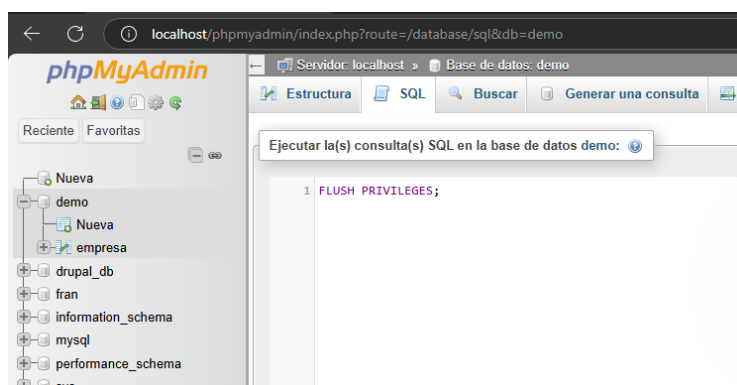 localhost/phpmyadmin/index.php?route=/database/sql&db=demo
phpMyAdmin
Servidor: localhost » Base de datos: demo
Estructura SQL Buscar Generar una consulta
Reciente Favoritas
Ejecutar la(s) consulta(s) SQL en la base de datos demo:
Nueva
demo
1 FLUSH PRIVILEGES;
Nueva
empresa
drupal_db
fran
information_schema
mysql
performance_schema